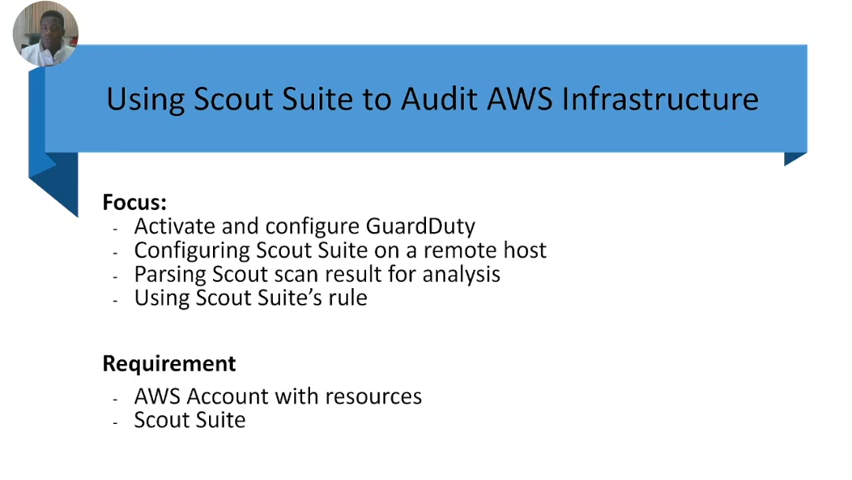 Using Scout Suite to Audit AWS Infrastructure
Focus:
- Activate and configure GuardDuty
- Configuring Scout Suite on a remote host
- Parsing Scout scan result for analysis
- Using Scout Suite’s rule
Requirement
- AWS Account with resources
- Scout Suite